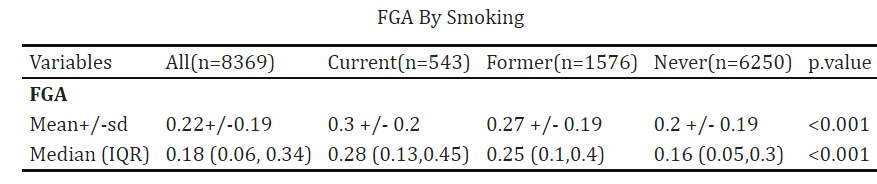 FGA By Smoking
Variables All(n=8369) Current(n=543) Former(n=1576) Never(n=6250) p.value
FGA
Mean+/-sd 0.22+/-0.19 0.3 +/- 0.2 0.27 +/- 0.19 0.2 +/- 0.19 <0.001
Median (IQR) 0.18 (0.06, 0.34) 0.28 (0.13,0.45) 0.25 (0.1,0.4) 0.16 (0.05,0.3) <0.001